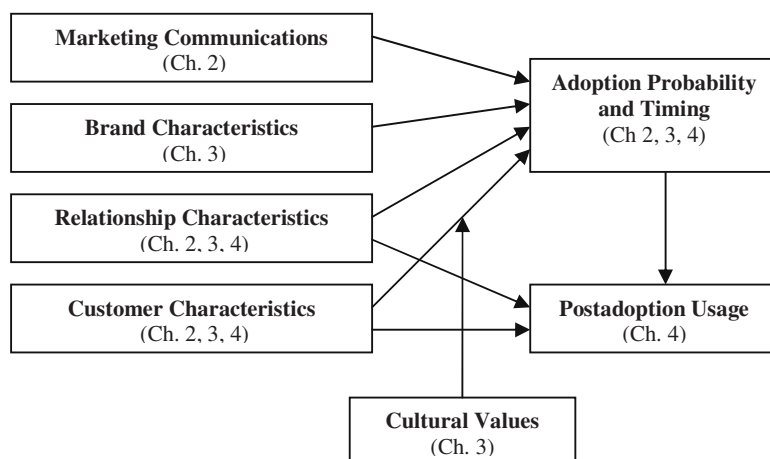 Marketing Communications
(Ch. 2)
Brand Characteristics
(Ch. 3)
Relationship Characteristics
(Ch. 2, 3, 4)
Customer Characteristics
(Ch. 2, 3, 4)
Adoption Probability
and Timing
(Ch 2, 3, 4)
Postadoption Usage
(Ch. 4)
Cultural Values
(Ch. 3)